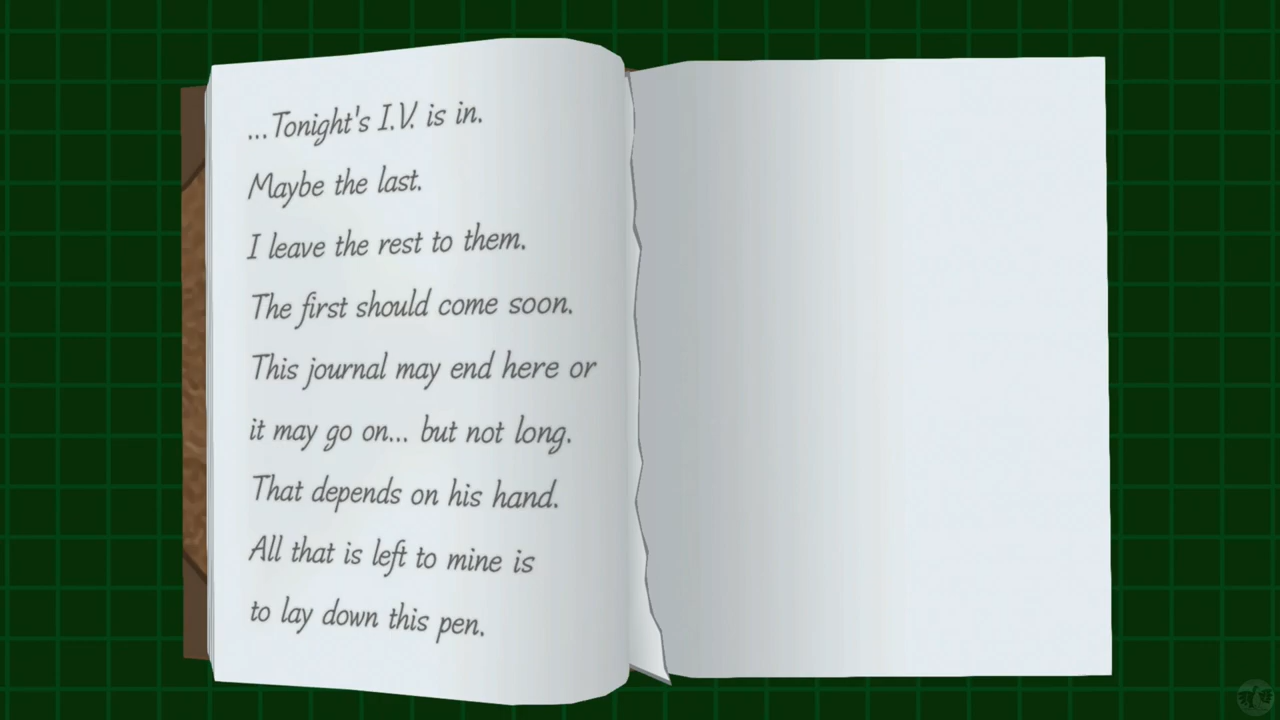 ...Tonight's I.V. is in.
Maybe the last.
I leave the rest to them.
The first should come soon.
This journal may end here or
it may go on... but not long.
That depends on his hand.
All that is left to mine is
to lay down this pen.